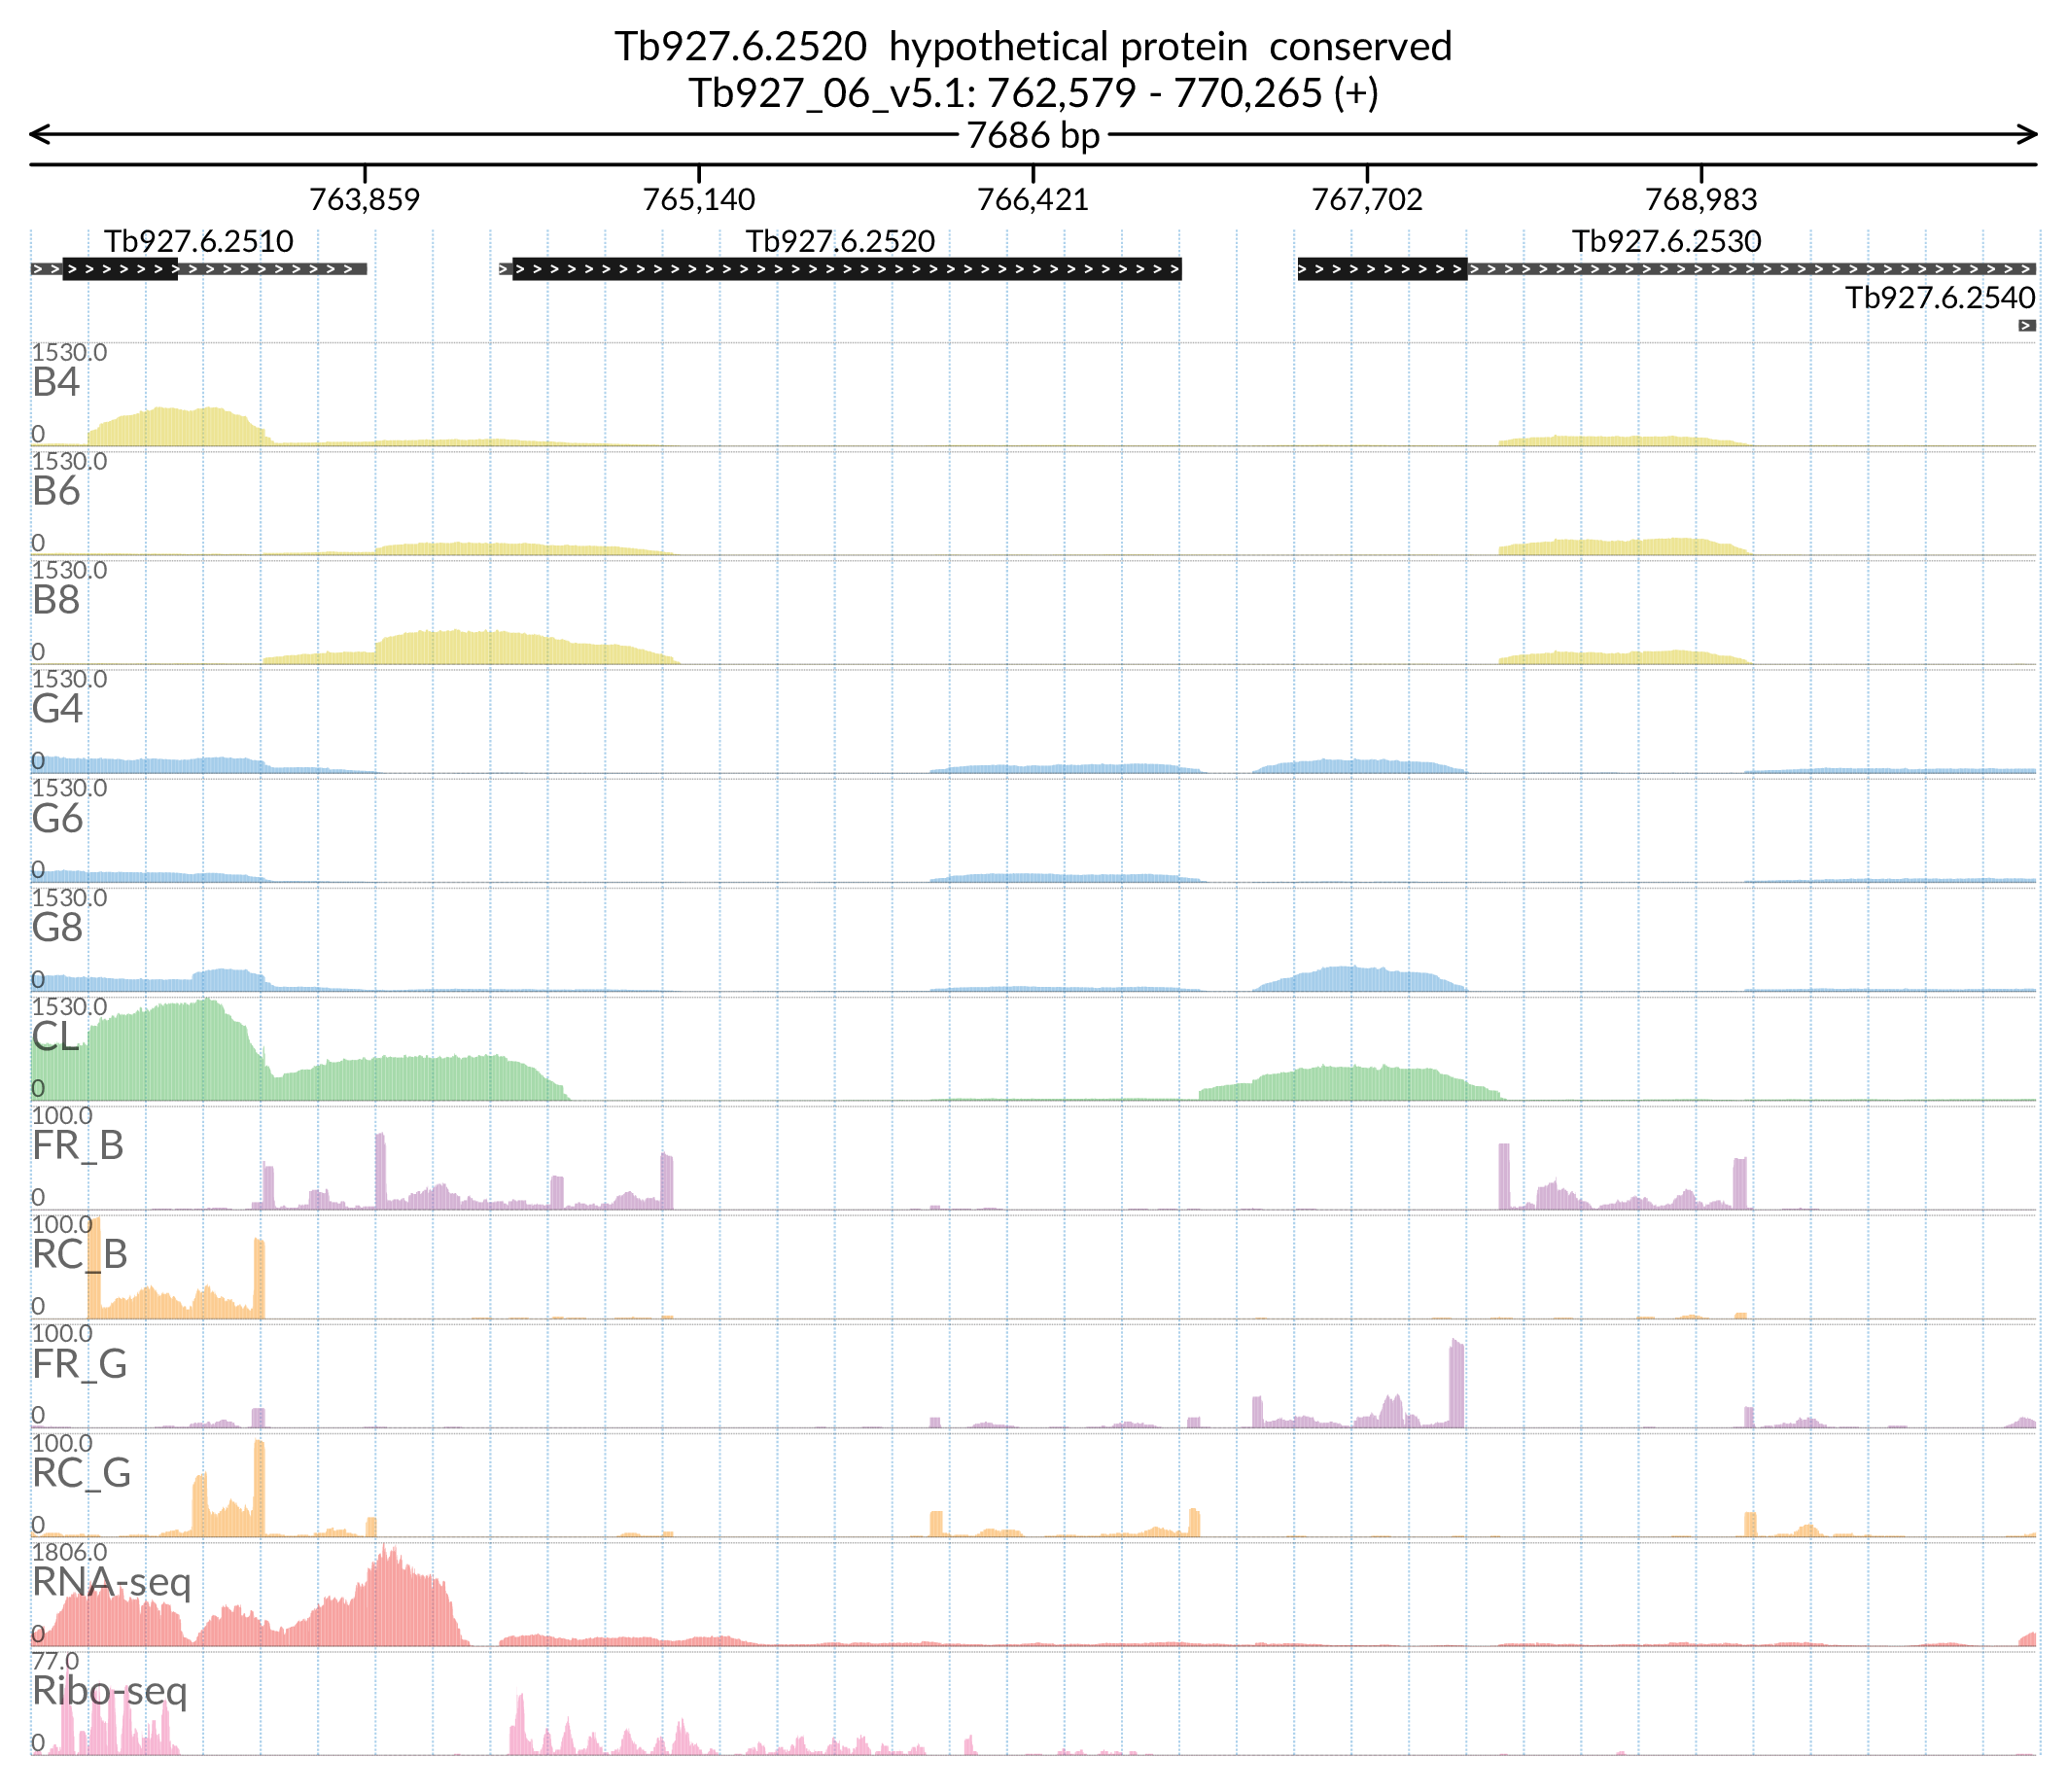 Tb927.6.2520  hypothetical protein  conserved
Tb927_06_v5.1: 762,579 - 770,265 (+)
7686 bp
763,859 765,140 766,421 767,702 768,983
Tb927.6.2510 Tb927.6.2520 Tb927.6.2530
Tb927.6.2540
1530.0
B4
0
1530.0
B6
0
1530.0
B8
0
1530.0
G4
0
1530.0
G6
0
1530.0
G8
0
1530.0
CL
0
100.0
FR_B
0
100.0
RC_B
0
100.0
FR_G
0
100.0
RC_G
0
1806.0
RNA-seq
0
77.0
Ribo-seq
0